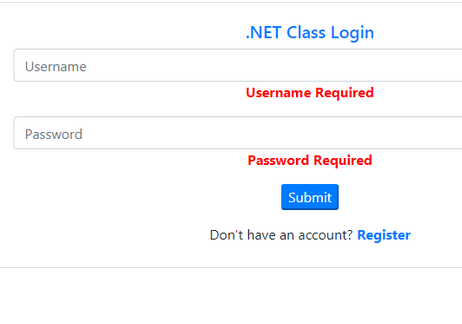 .NET Class Login
Username
Username Required
Password
Password Required
Submit
Don't have an account? Register